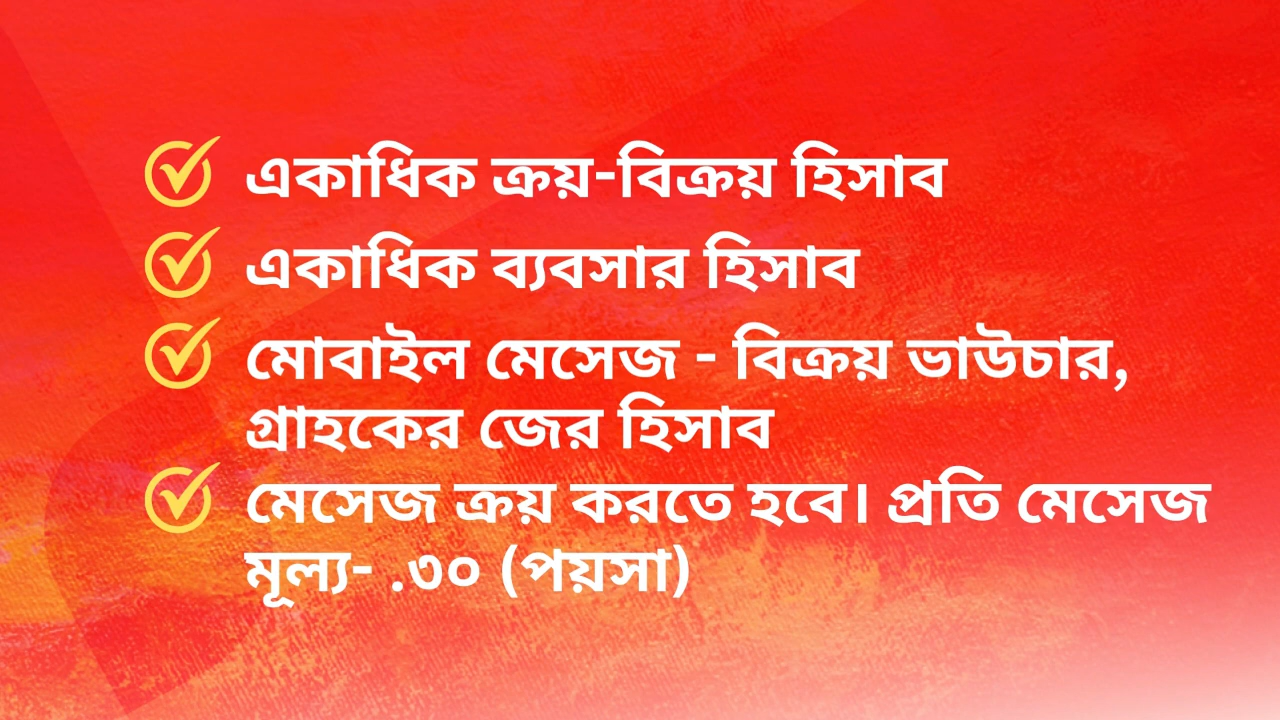 একাধিক ক্রয়-বিক্রয় হিসাব
একাধিক ব্যবসার হিসাব
মোবাইল মেসেজ - বিক্রয় ভাউচার,
গ্রাহকের জের হিসাব
মেসেজ ক্রয় করতে হবে। প্রতি মেসেজ
মূল্য- .৩০ (পয়সা)